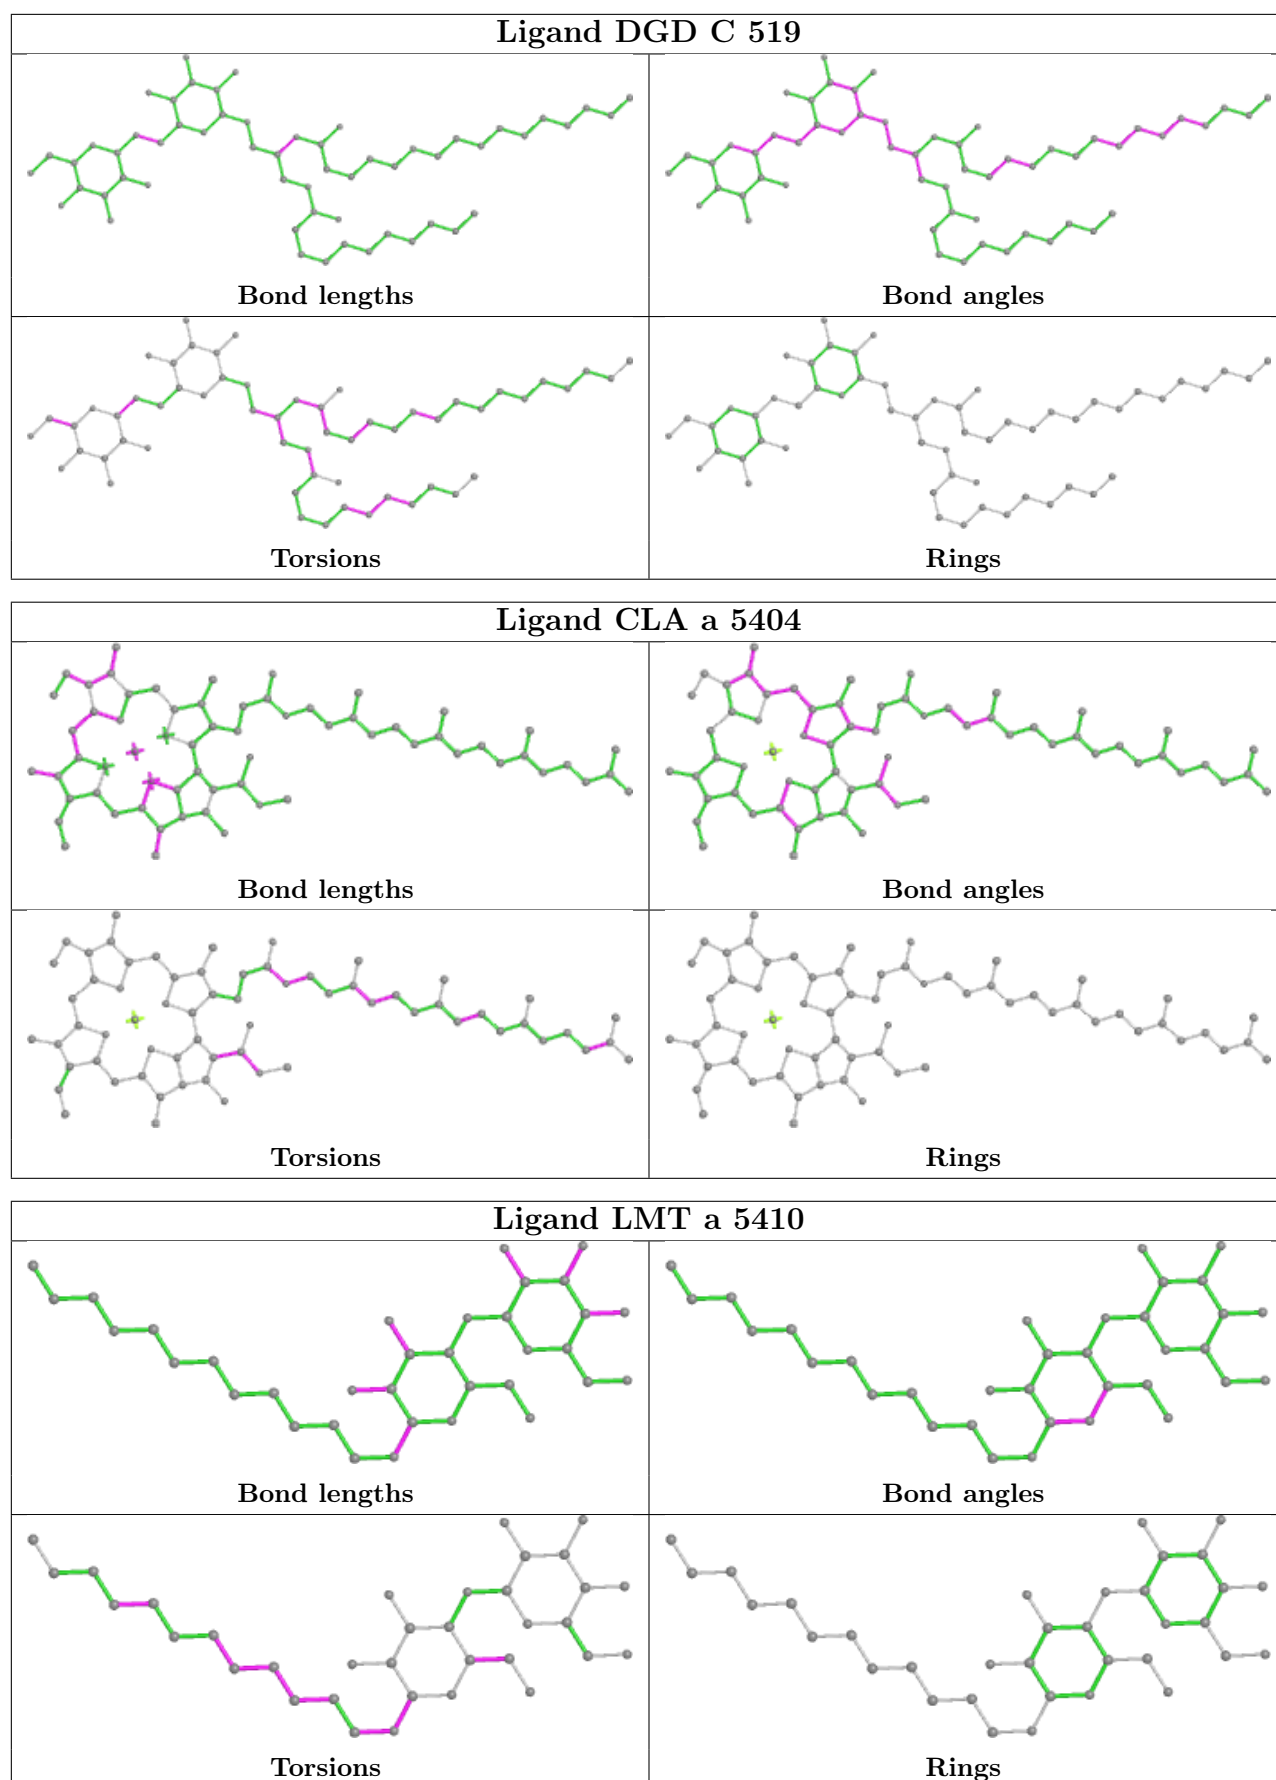 Ligand DGD C 519
Bond lengths
Bond angles
Torsions
Rings
Ligand CLA a 5404
Bond lengths
Bond angles
Torsions
Rings
Ligand LMT a 5410
Bond lengths
Bond angles
Torsions
Rings